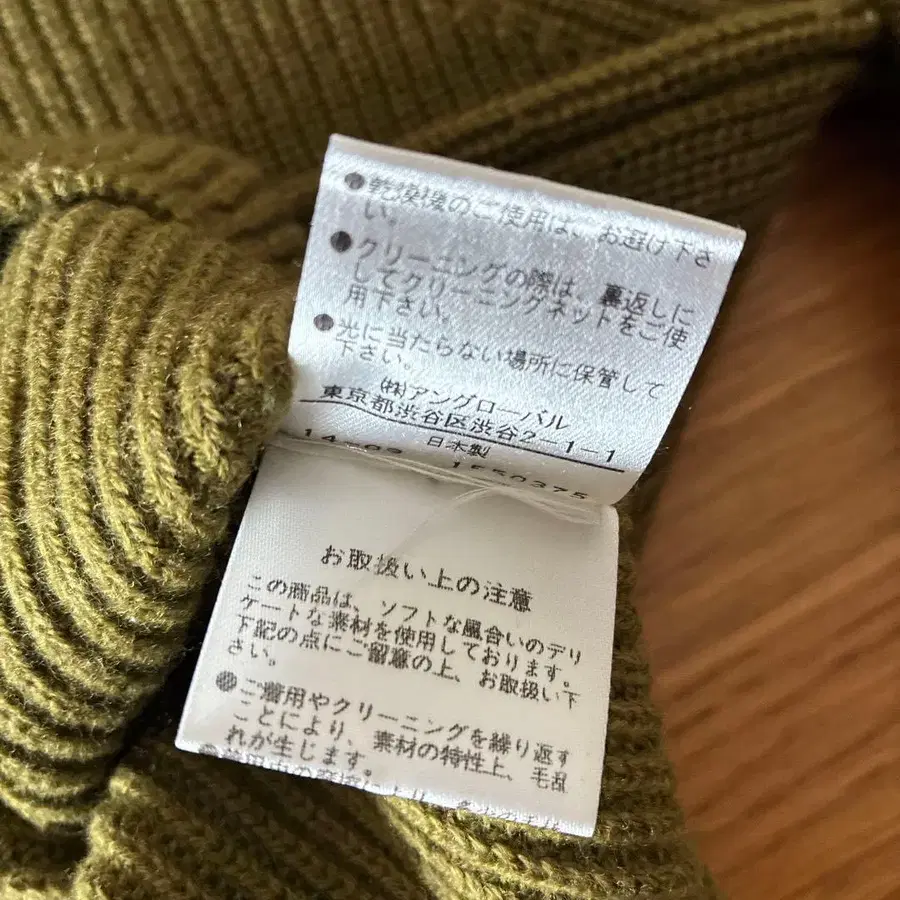 ●乾燥機のご使用は、お避け下さ
い。
●クリーニングの際は、裏返しに
してクリーニングネットをご使
用下さい。
●光に当たらない場所に保管して
下さい。
㈱アングローバル
東京都渋谷区渋谷2-1-1
日本製
14-09 1550375
お取扱い上の注意
この商品は、ソフトな風合いのデリ
ケートな素材を使用しております。
下記の点にご留意の上、お取扱い下
さい。
●ご着用やクリーニングを繰り返す
ことにより、素材の特性上、毛乱
れが生じます。